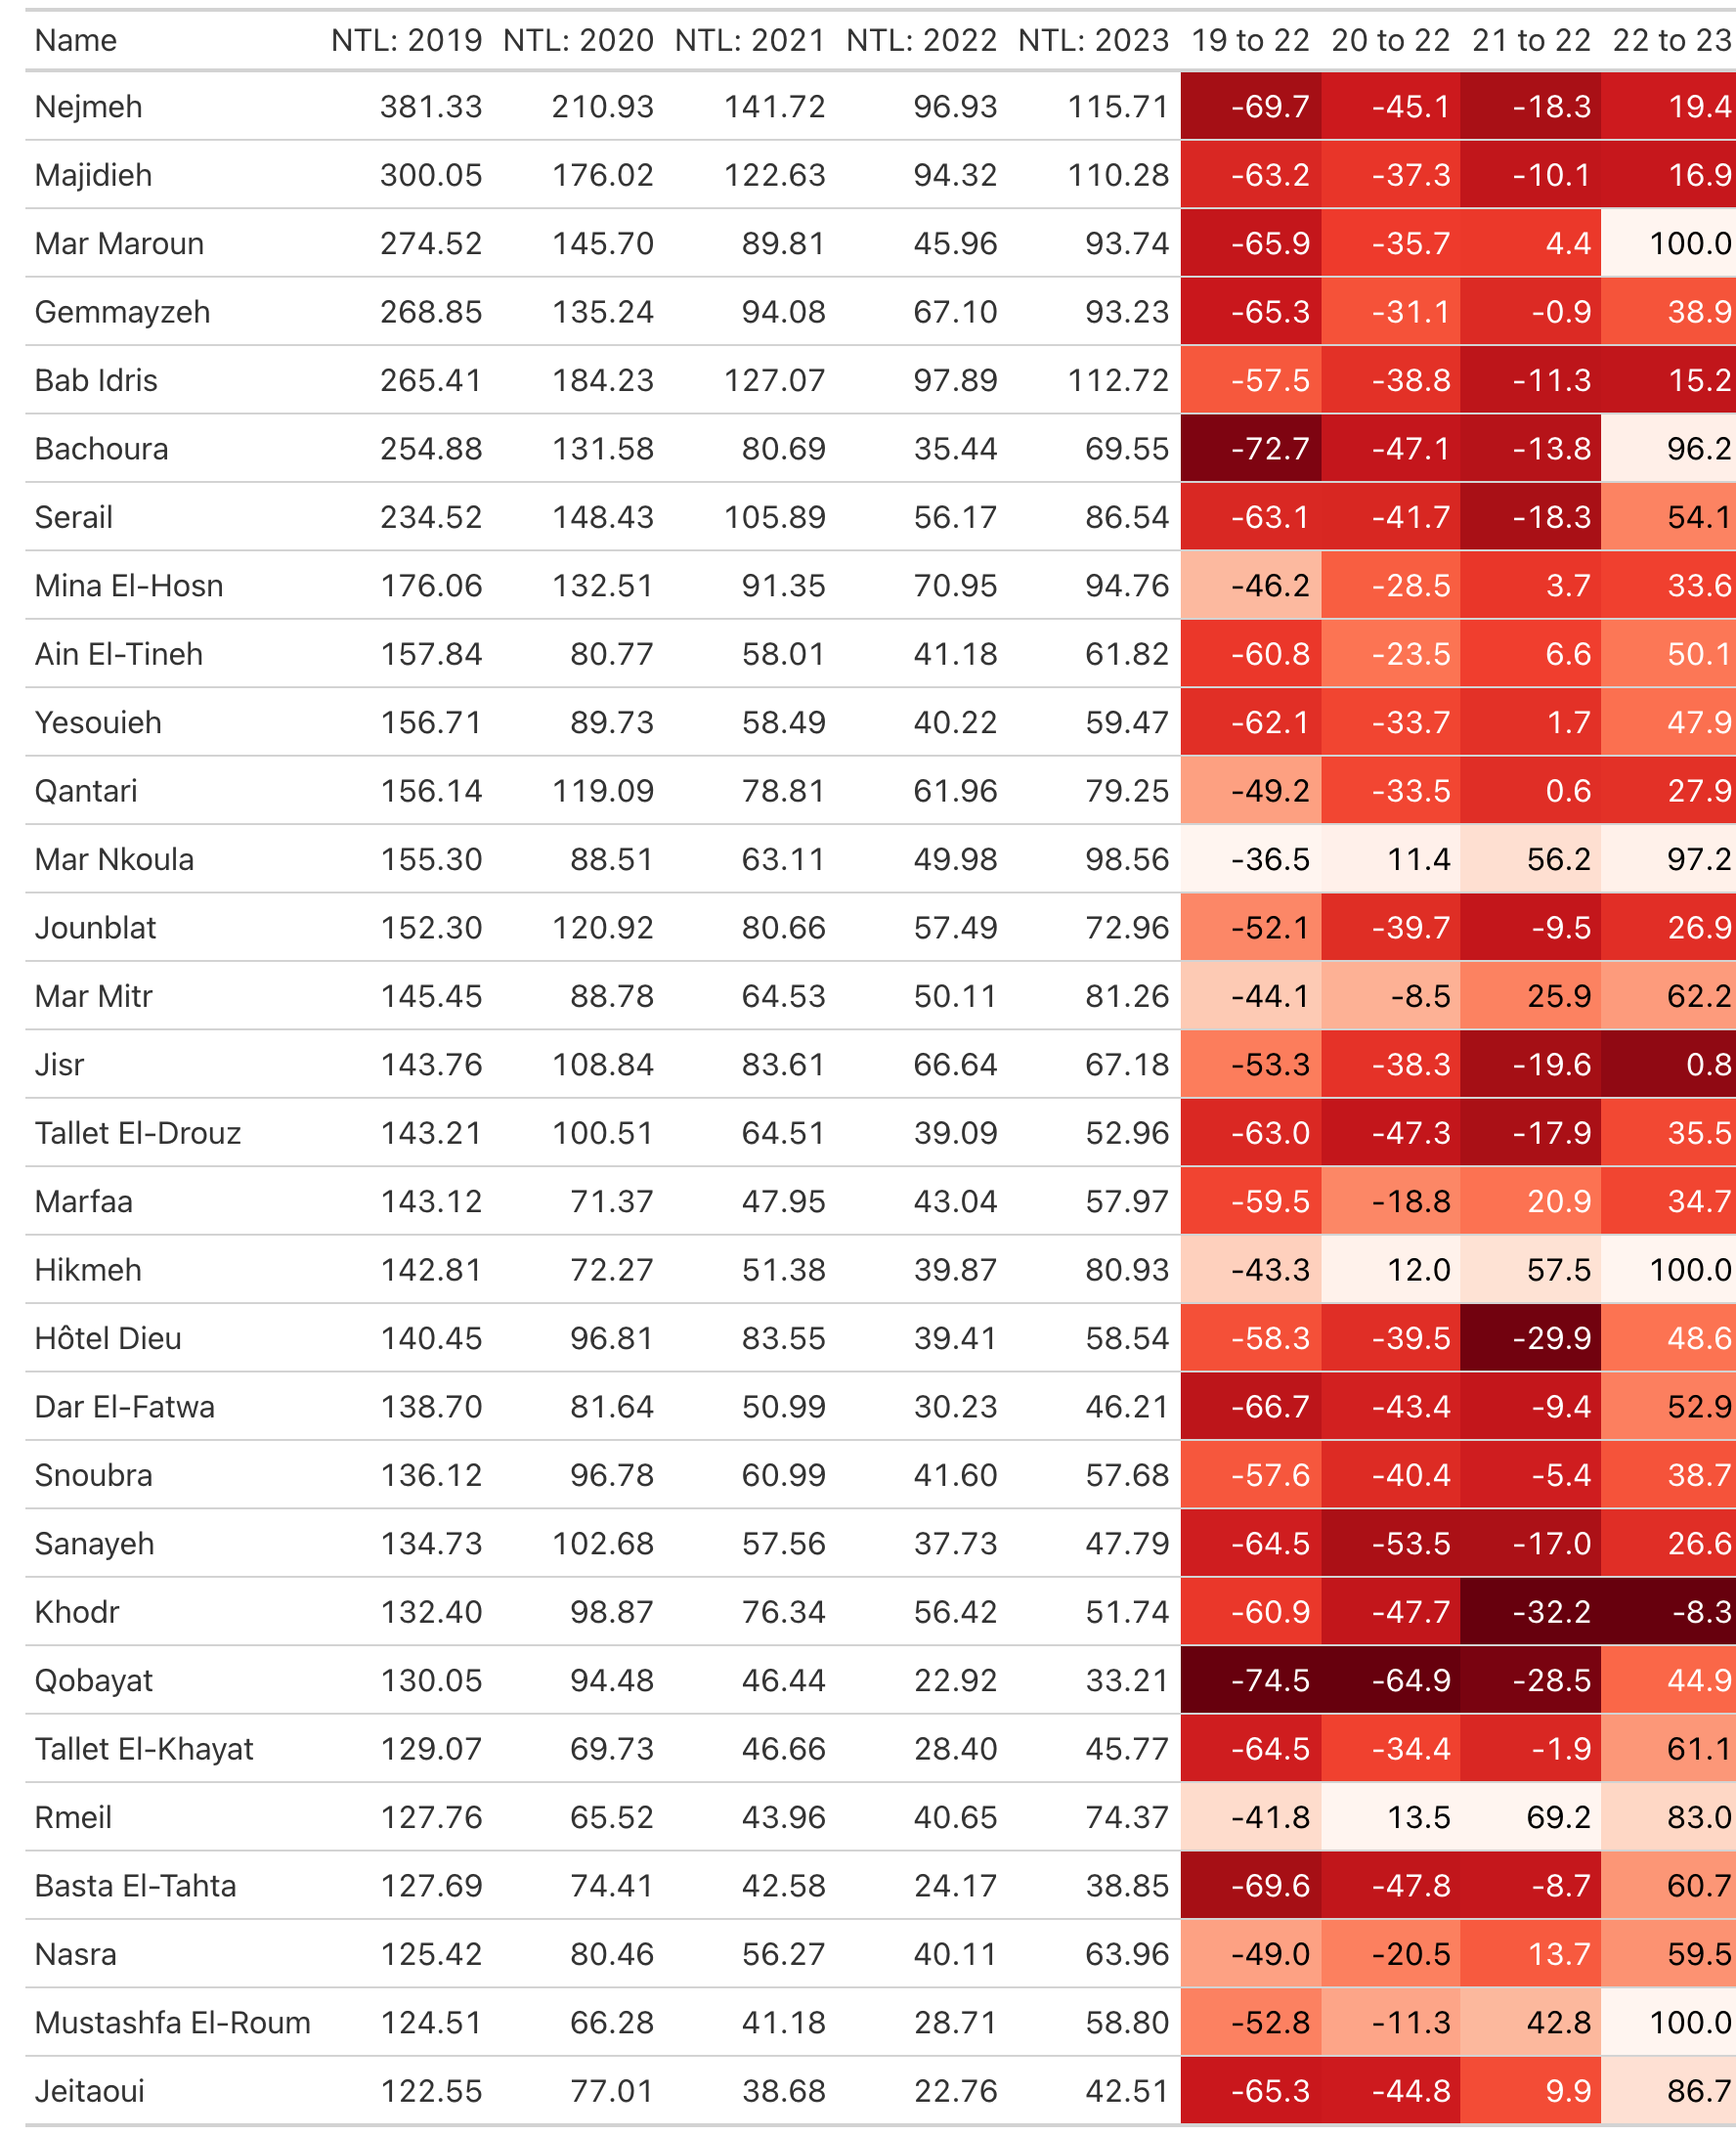 Name NTL: 2019 NTL: 2020 NTL: 2021 NTL: 2022 NTL: 2023 19 to 22 20 to 22 21 to 22 22 to 23
Nejmeh 381.33 210.93 141.72 96.93 115.71 -69.7 -45.1 -18.3 19.4
Majidieh 300.05 176.02 122.63 94.32 110.28 -63.2 -37.3 -10.1 16.9
Mar Maroun 274.52 145.70 89.81 45.96 93.74 -65.9 -35.7 4.4 100.0
Gemmayzeh 268.85 135.24 94.08 67.10 93.23 -65.3 -31.1 -0.9 38.9
Bab Idris 265.41 184.23 127.07 97.89 112.72 -57.5 -38.8 -11.3 15.2
Bachoura 254.88 131.58 80.69 35.44 69.55 -72.7 -47.1 -13.8 96.2
Serail 234.52 148.43 105.89 56.17 86.54 -63.1 -41.7 -18.3 54.1
Mina El-Hosn 176.06 132.51 91.35 70.95 94.76 -46.2 -28.5 3.7 33.6
Ain El-Tineh 157.84 80.77 58.01 41.18 61.82 -60.8 -23.5 6.6 50.1
Yesouieh 156.71 89.73 58.49 40.22 59.47 -62.1 -33.7 1.7 47.9
Qantari 156.14 119.09 78.81 61.96 79.25 -49.2 -33.5 0.6 27.9
Mar Nkoula 155.30 88.51 63.11 49.98 98.56 -36.5 11.4 56.2 97.2
Jounblat 152.30 120.92 80.66 57.49 72.96 -52.1 -39.7 -9.5 26.9
Mar Mitr 145.45 88.78 64.53 50.11 81.26 -44.1 -8.5 25.9 62.2
Jisr 143.76 108.84 83.61 66.64 67.18 -53.3 -38.3 -19.6 0.8
Tallet El-Drouz 143.21 100.51 64.51 39.09 52.96 -63.0 -47.3 -17.9 35.5
Marfaa 143.12 71.37 47.95 43.04 57.97 -59.5 -18.8 20.9 34.7
Hikmeh 142.81 72.27 51.38 39.87 80.93 -43.3 12.0 57.5 100.0
Hôtel Dieu 140.45 96.81 83.55 39.41 58.54 -58.3 -39.5 -29.9 48.6
Dar El-Fatwa 138.70 81.64 50.99 30.23 46.21 -66.7 -43.4 -9.4 52.9
Snoubra 136.12 96.78 60.99 41.60 57.68 -57.6 -40.4 -5.4 38.7
Sanayeh 134.73 102.68 57.56 37.73 47.79 -64.5 -53.5 -17.0 26.6
Khodr 132.40 98.87 76.34 56.42 51.74 -60.9 -47.7 -32.2 -8.3
Qobayat 130.05 94.48 46.44 22.92 33.21 -74.5 -64.9 -28.5 44.9
Tallet El-Khayat 129.07 69.73 46.66 28.40 45.77 -64.5 -34.4 -1.9 61.1
Rmeil 127.76 65.52 43.96 40.65 74.37 -41.8 13.5 69.2 83.0
Basta El-Tahta 127.69 74.41 42.58 24.17 38.85 -69.6 -47.8 -8.7 60.7
Nasra 125.42 80.46 56.27 40.11 63.96 -49.0 -20.5 13.7 59.5
Mustashfa El-Roum 124.51 66.28 41.18 28.71 58.80 -52.8 -11.3 42.8 100.0
Jeitaoui 122.55 77.01 38.68 22.76 42.51 -65.3 -44.8 9.9 86.7